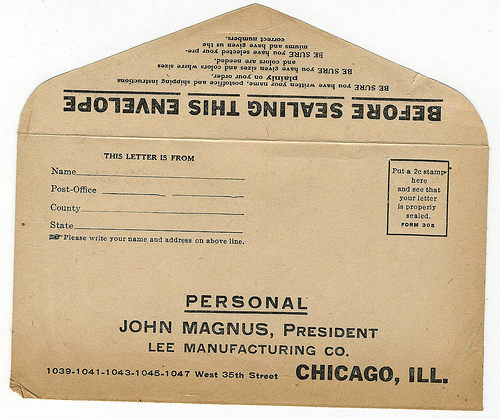 BEFORE SEALING THIS ENVELOPE
BE SURE you have written your name, postoffice and shipping instructions
plainly on your order.
BE SURE you have given sizes and colors where sizes
and colors are needed.
BE SURE you have selected your pre-
miums and have given us the
correct numbers.
THIS LETTER IS FROM
Name
Post-Office
County
State
☞ Please write your name and address on above line.
Put a 2c stamp
here
and see that
your letter
is properly
sealed.
FORM 306
PERSONAL
JOHN MAGNUS, PRESIDENT
LEE MANUFACTURING CO.
1039-1041-1043-1045-1047 West 35th Street CHICAGO, ILL.